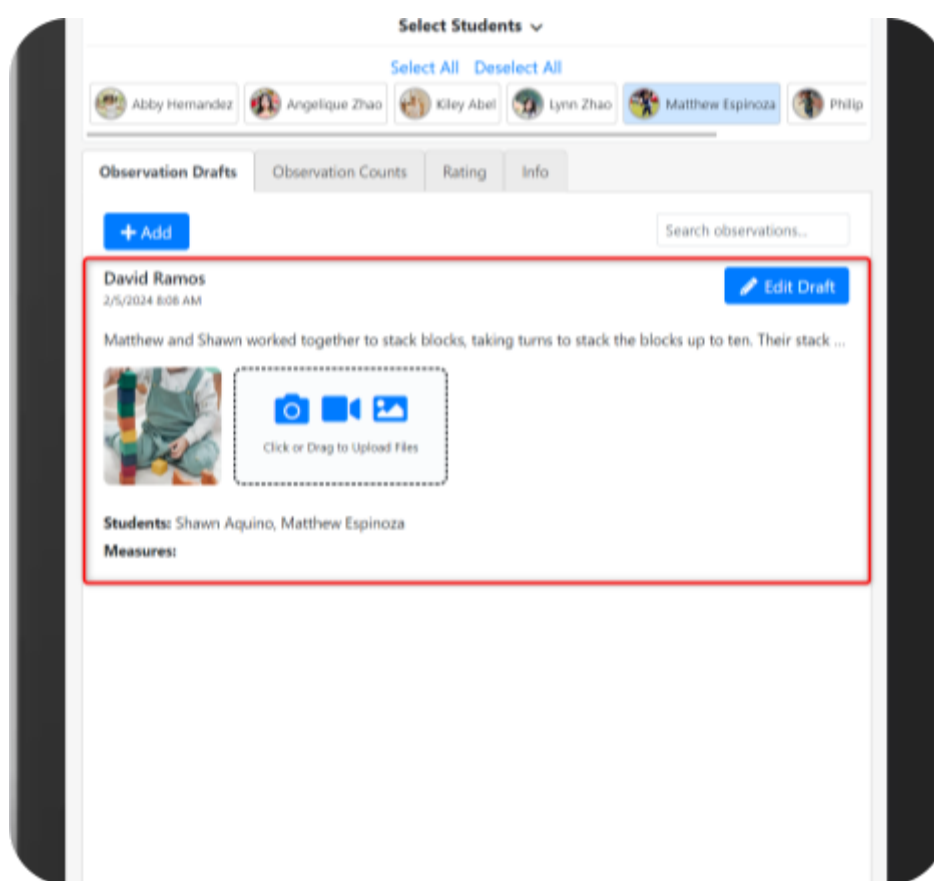 Select Students
Select All Deselect All
Abby Hernandez Angelique Zhao Kiley Abel Lynn Zhao Matthew Espinoza Philip
Observation Drafts Observation Counts Rating Info
+ Add Search observations...
David Ramos Edit Draft
2/5/2024 8:08 AM
Matthew and Shawn worked together to stack blocks, taking turns to stack the blocks up to ten. Their stack ...
Click or Drag to Upload Files
Students: Shawn Aquino, Matthew Espinoza
Measures: